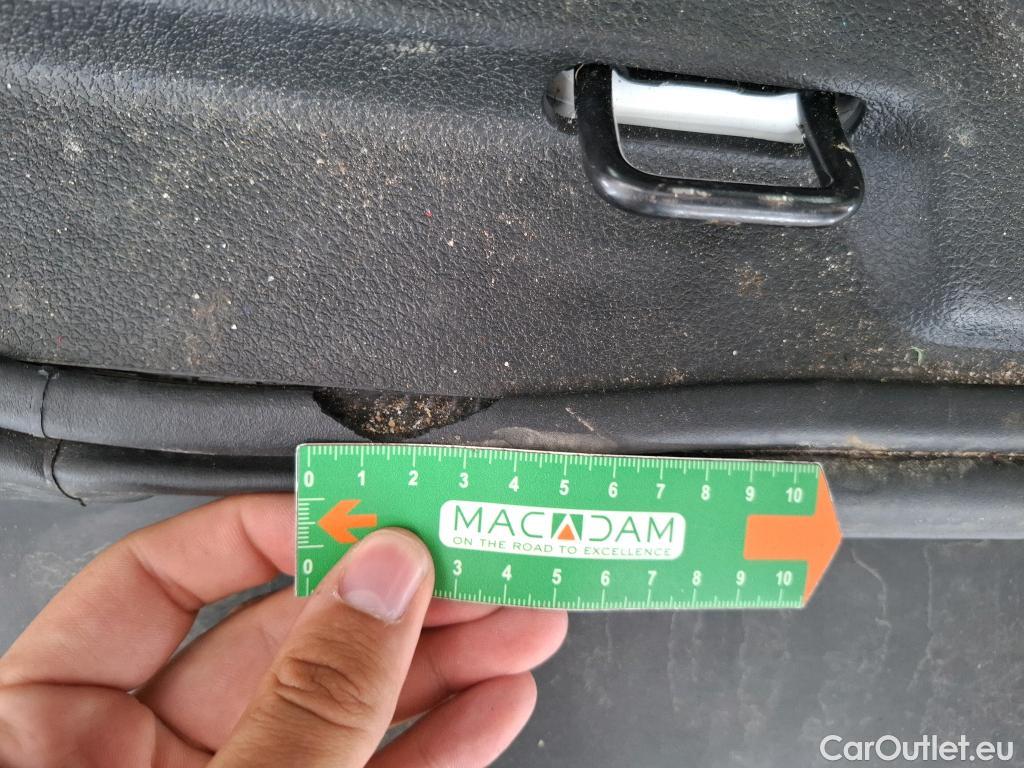 0 1 2 3 4 5 6 7 8 9 10
MACADAM
ON THE ROAD TO EXCELLENCE
0 3 4 5 6 7 8 9 10
CarOutlet.eu